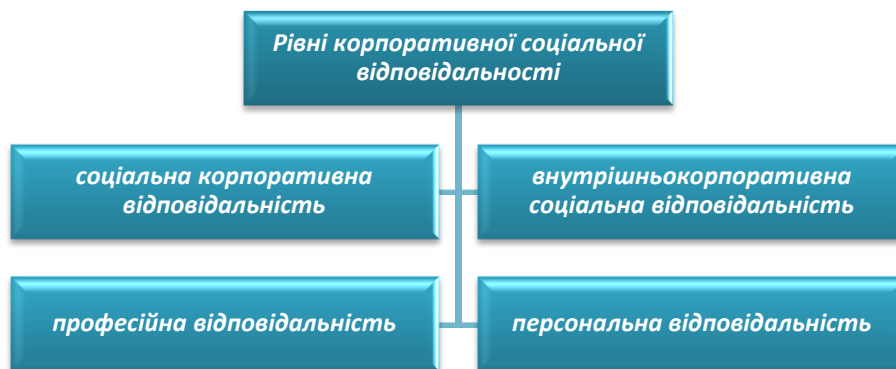 Рівні корпоративної соціальної
відповідальності
соціальна корпоративна
відповідальність
внутрішньокорпоративна
соціальна відповідальність
професійна відповідальність
персональна відповідальність